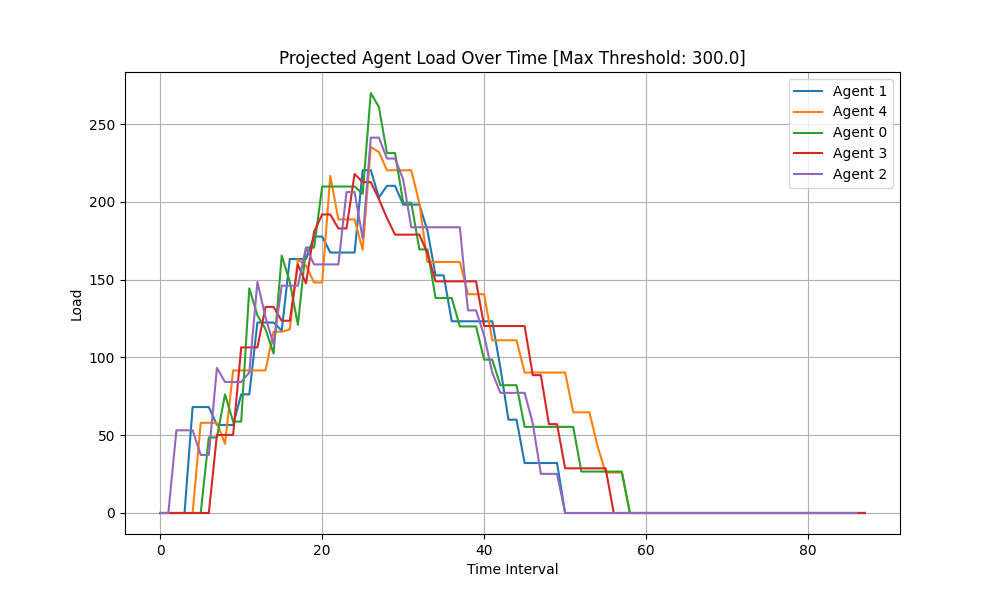 Projected Agent Load Over Time [Max Threshold: 300.0]
Agent 1
Agent 4
Agent 0
Agent 3
Agent 2
250
200
150
100
50
0
Load
0 20 40 60 80
Time Interval